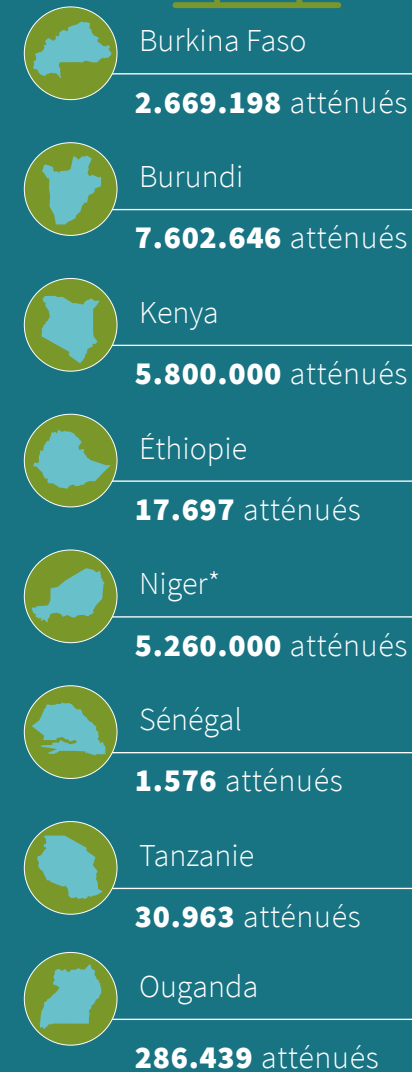 Burkina Faso
2.669.198 atténués
Burundi
7.602.646 atténués
Kenya
5.800.000 atténués
Éthiopie
17.697 atténués
Niger*
5.260.000 atténués
Sénégal
1.576 atténués
Tanzanie
30.963 atténués
Ouganda
286.439 atténués